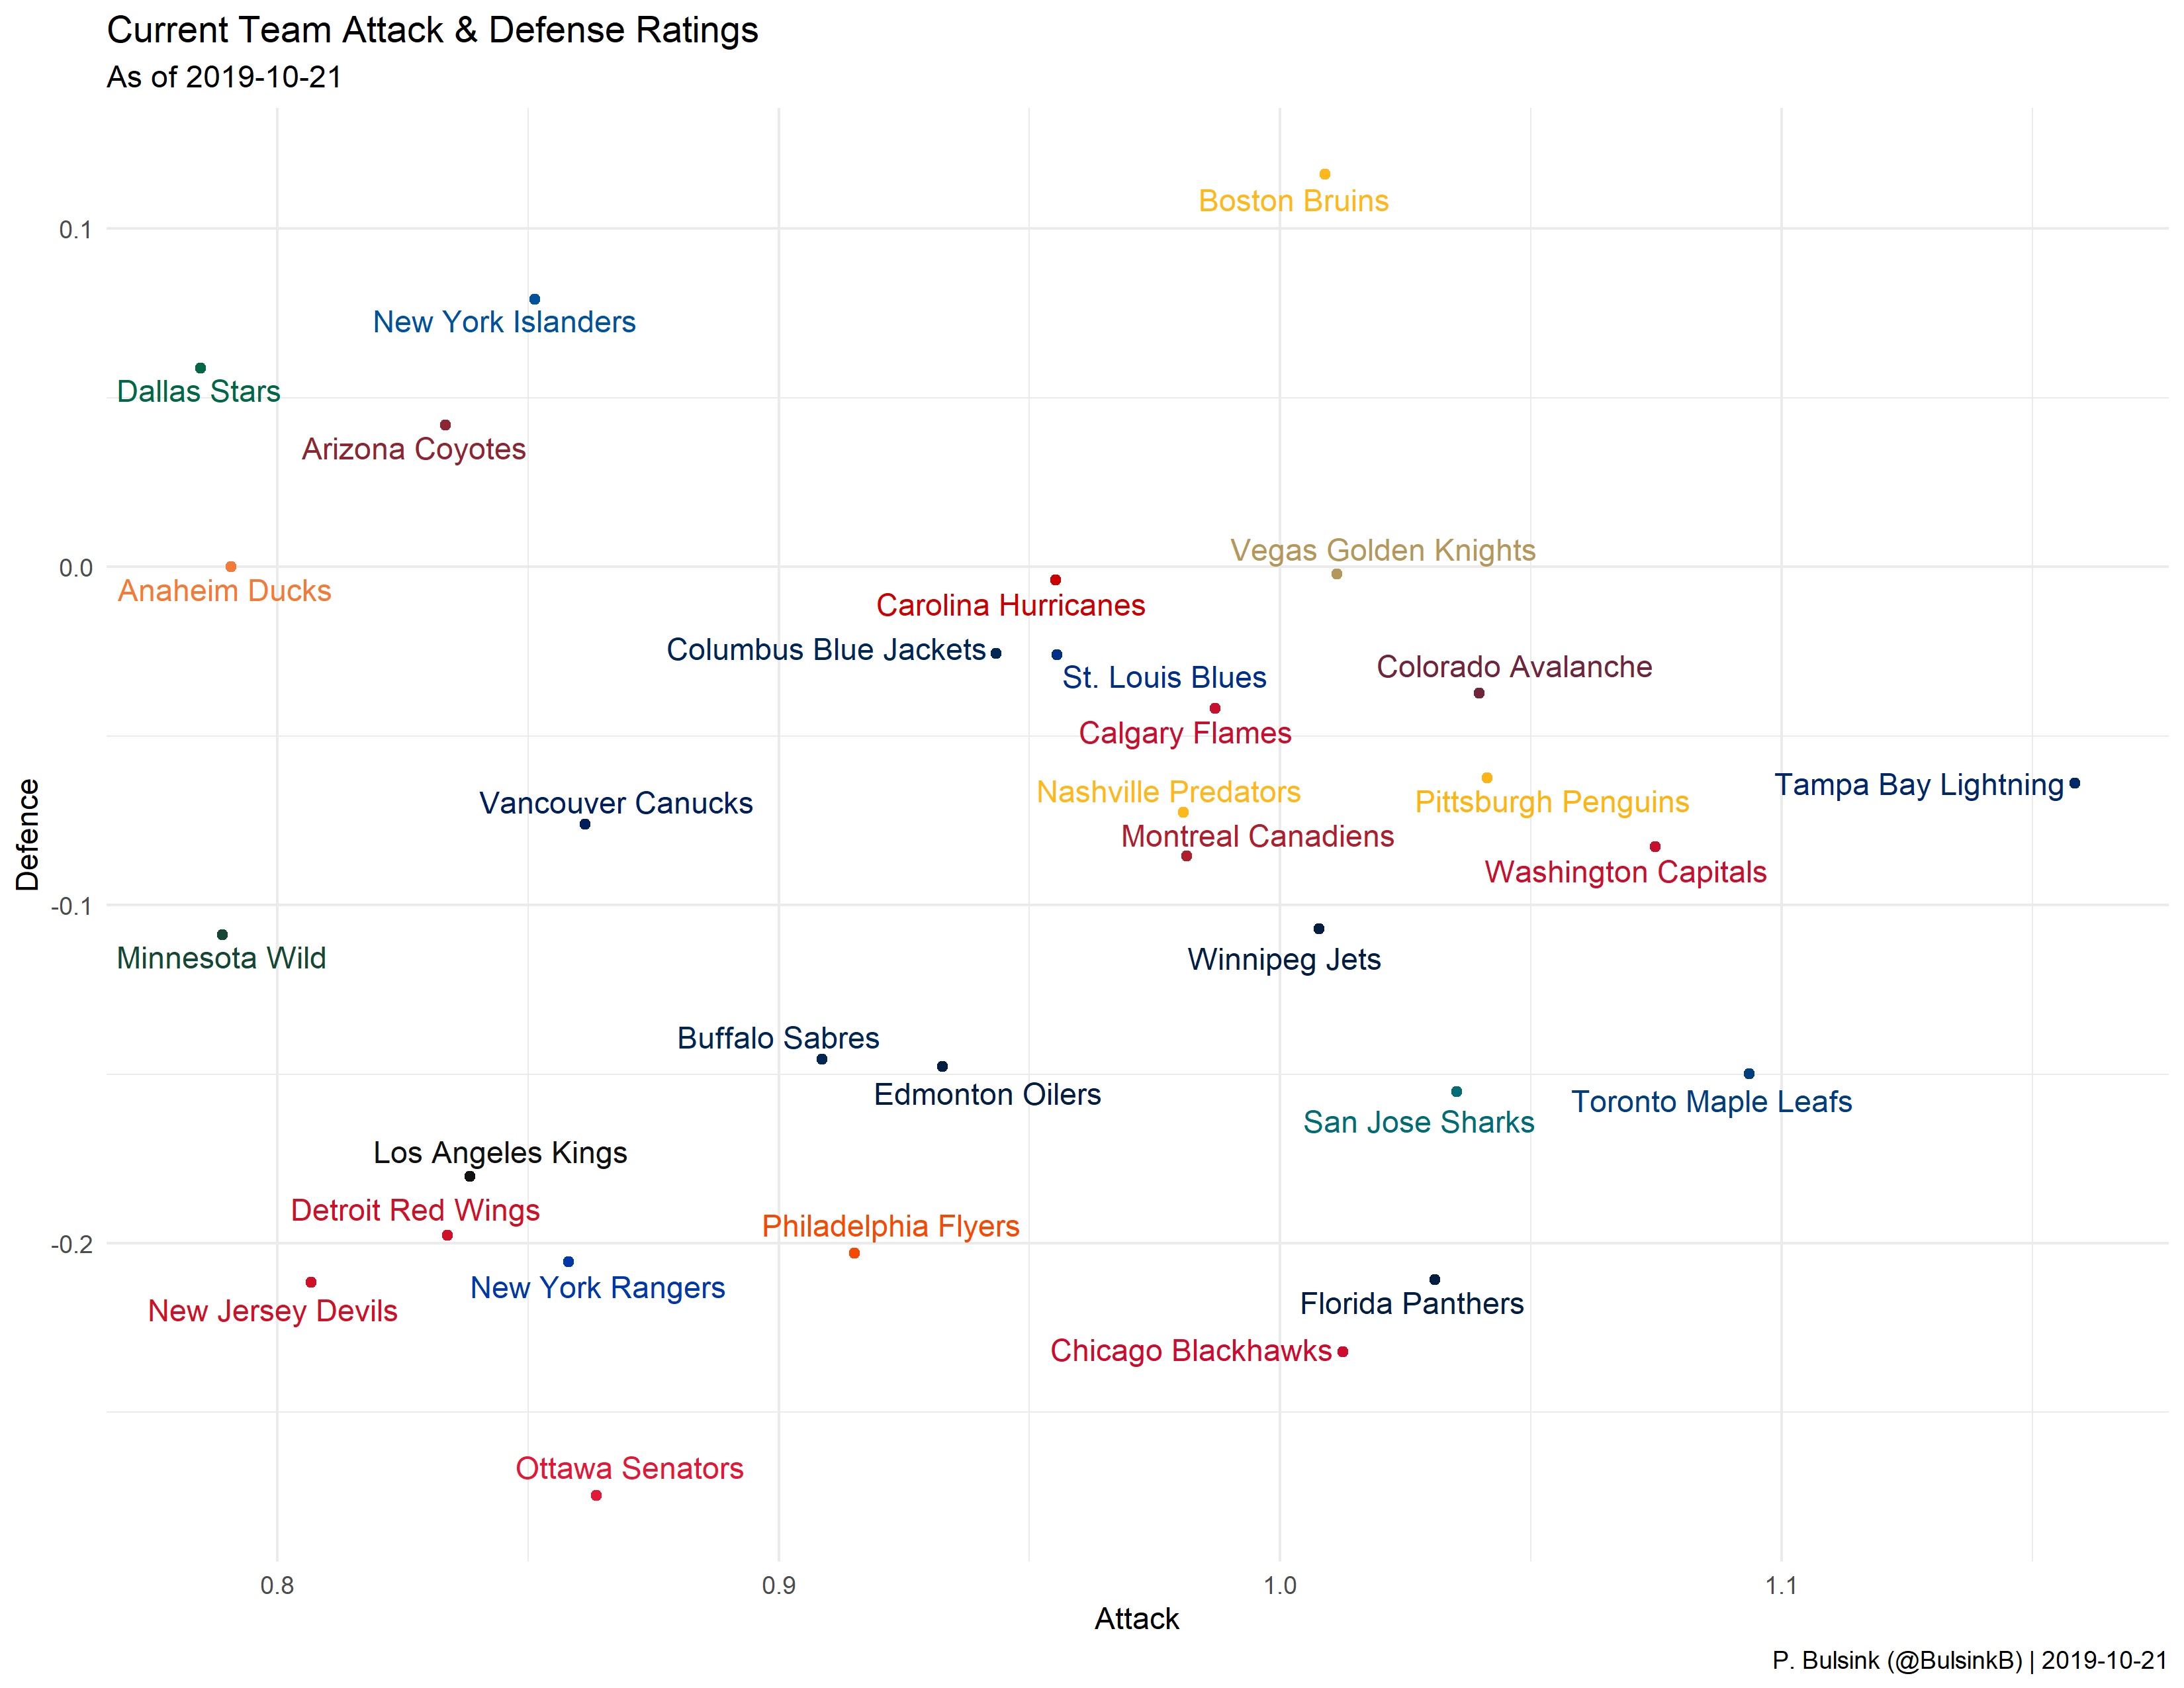 Current Team Attack & Defense Ratings
As of 2019-10-21
Boston Bruins
0.1
New York Islanders
Dallas Stars
Arizona Coyotes
Vegas Golden Knights
0.0
Anaheim Ducks
Carolina Hurricanes
Columbus Blue Jackets
St. Louis Blues
Colorado Avalanche
Calgary Flames
Nashville Predators
Pittsburgh Penguins
Tampa Bay Lightning
Vancouver Canucks
Montreal Canadiens
Washington Capitals
Defence
-0.1
Minnesota Wild
Winnipeg Jets
Buffalo Sabres
Edmonton Oilers
San Jose Sharks
Toronto Maple Leafs
Los Angeles Kings
Detroit Red Wings
Philadelphia Flyers
-0.2
New York Rangers
New Jersey Devils
Florida Panthers
Chicago Blackhawks
Ottawa Senators
0.8
0.9
1.0
1.1
Attack
P. Bulsink (@BulsinkB) | 2019-10-21